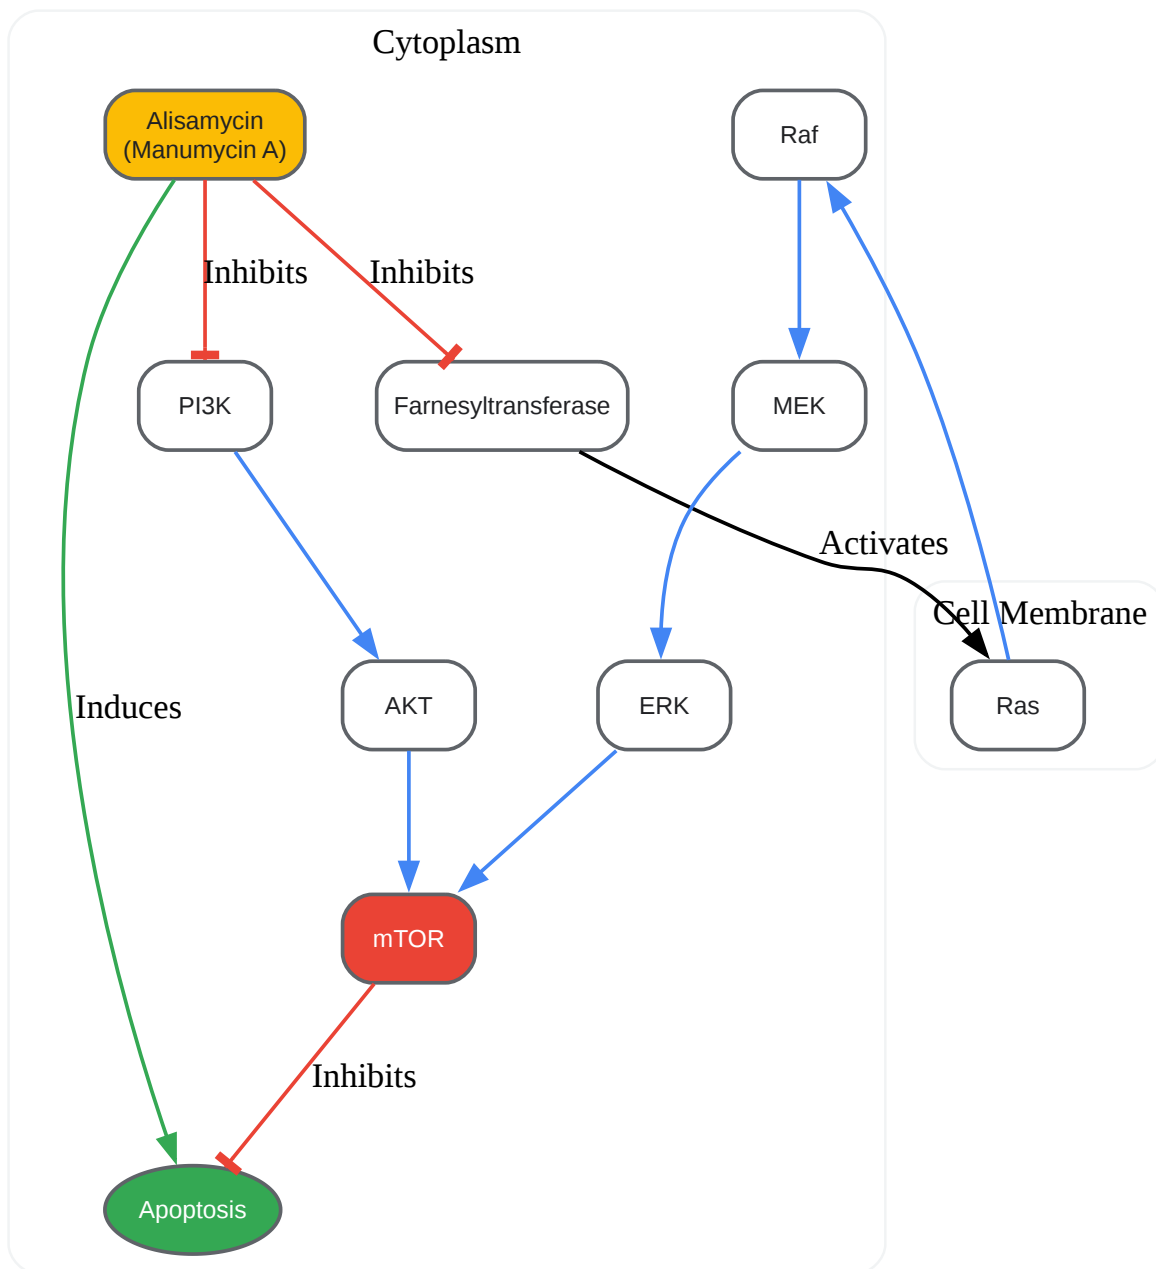 Cytoplasm
Alisamycin
(Manumycin A)
Raf
Inhibits
Inhibits
PI3K
Farnesyltransferase
MEK
Activates
Cell Membrane
AKT
ERK
Ras
Induces
mTOR
Inhibits
Apoptosis